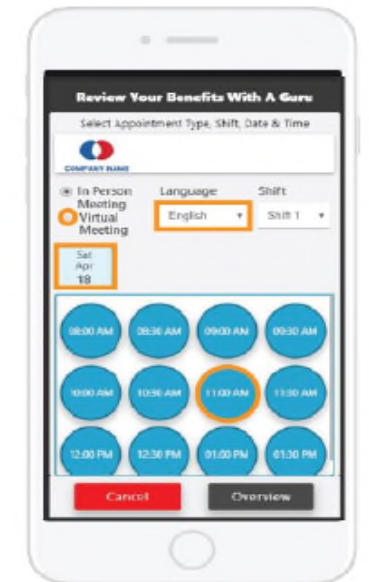 Review Your Benefits With A Guru
Select Appointment Type, Shift, Date & Time
COMPANY NAME
In Person Meeting
Language
Shift
Virtual Meeting
English
Shift 1
Sat
Apr
18
08:00 AM 08:30 AM 09:00 AM 09:30 AM
10:00 AM 10:30 AM 11:00 AM 11:30 AM
12:00 PM 12:30 PM 01:00 PM 01:30 PM
Cancel Overview